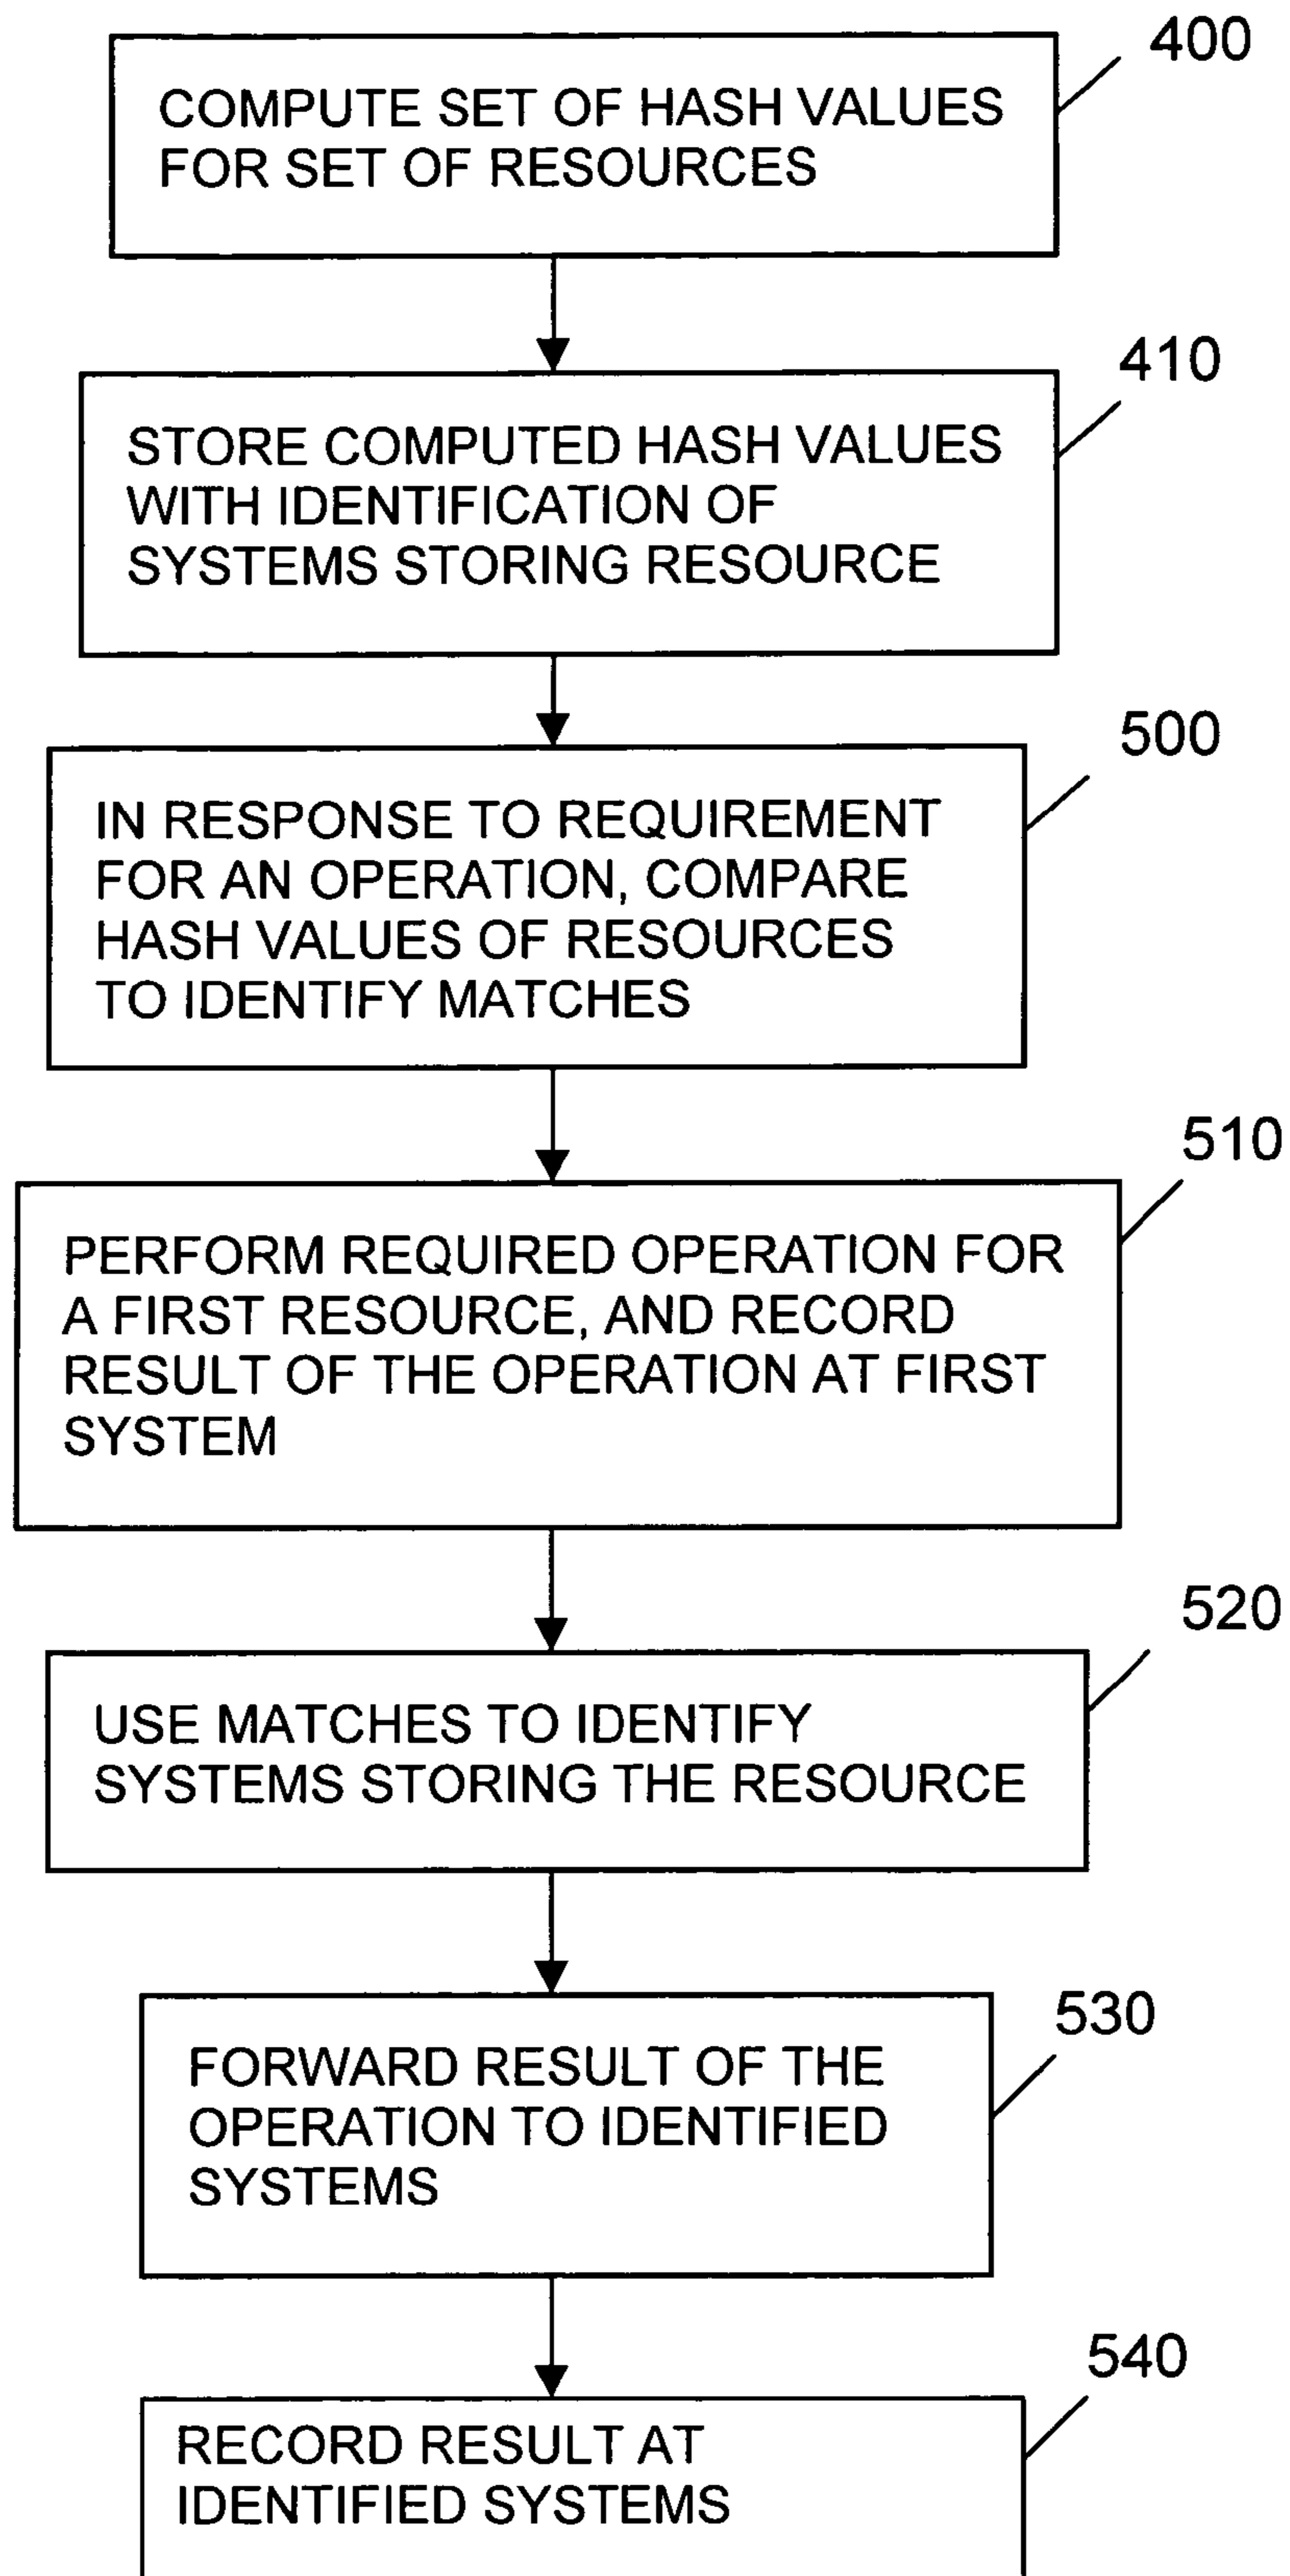 400
COMPUTE SET OF HASH VALUES
FOR SET OF RESOURCES
410
STORE COMPUTED HASH VALUES
WITH IDENTIFICATION OF
SYSTEMS STORING RESOURCE
500
IN RESPONSE TO REQUIREMENT
FOR AN OPERATION, COMPARE
HASH VALUES OF RESOURCES
TO IDENTIFY MATCHES
510
PERFORM REQUIRED OPERATION FOR
A FIRST RESOURCE, AND RECORD
RESULT OF THE OPERATION AT FIRST
SYSTEM
520
USE MATCHES TO IDENTIFY
SYSTEMS STORING THE RESOURCE
530
FORWARD RESULT OF THE
OPERATION TO IDENTIFIED
SYSTEMS
540
RECORD RESULT AT
IDENTIFIED SYSTEMS